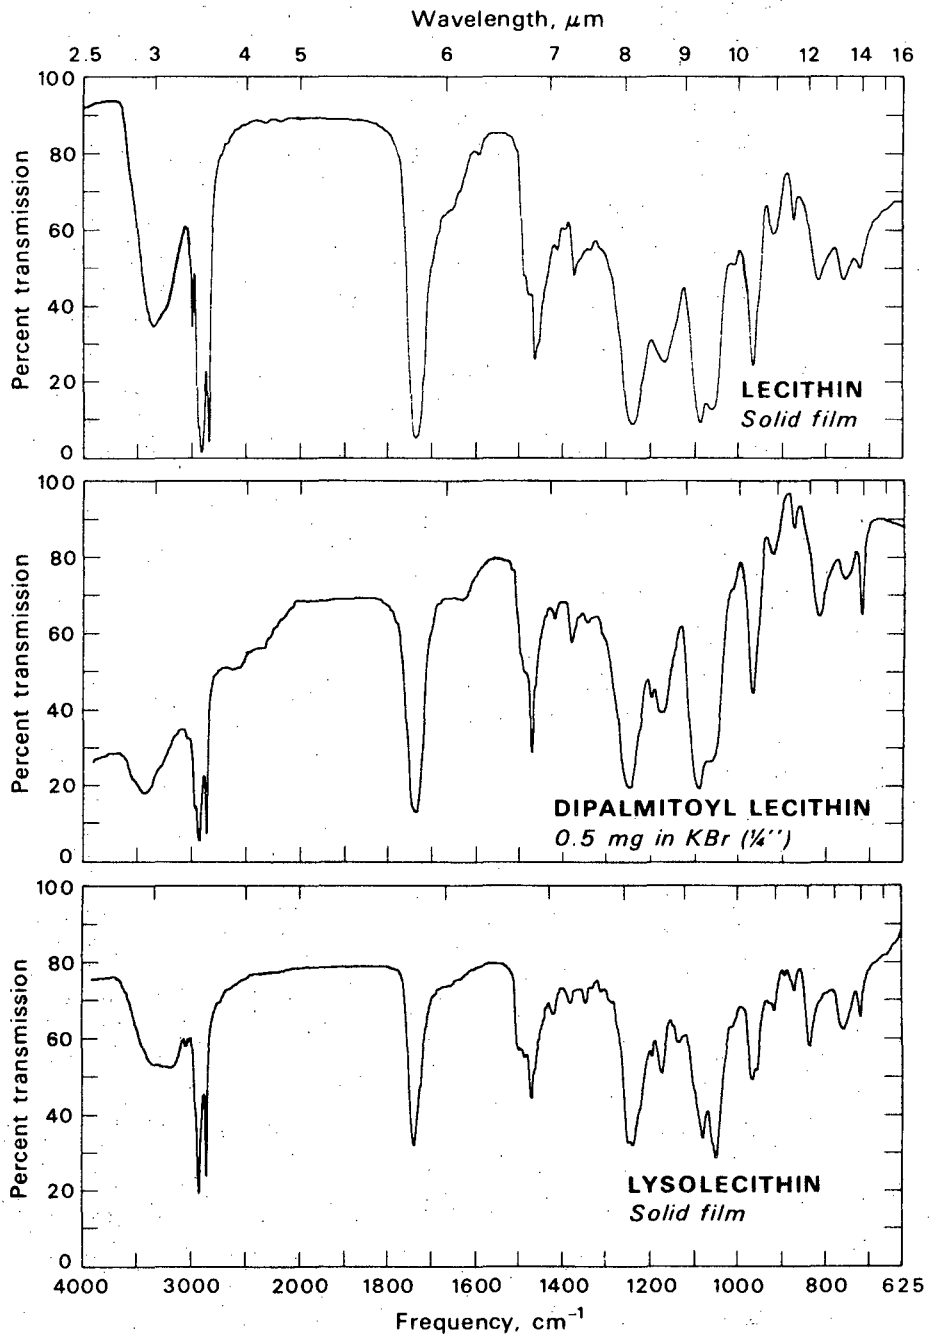 Wavelength, μm
2.5 3 4 5 6 7 8 9 10 12 14 16
100
80
60
40
20
0
Percent transmission
LECITHIN
Solid film
100
80
60
40
20
0
Percent transmission
DIPALMITOYL LECITHIN
0.5 mg in KBr (¼′′)
100
80
60
40
20
0
Percent transmission
LYSOLECITHIN
Solid film
4000 3000 2000 1800 1600 1400 1200 1000 800 625
Frequency, cm⁻¹